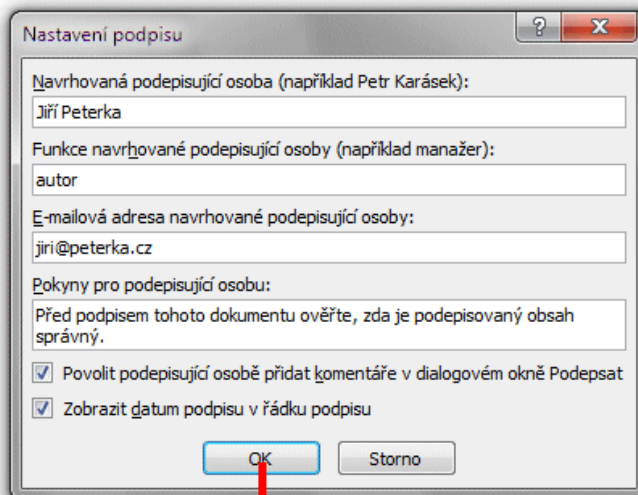 Nastavení podpisu
Navrhovaná podepisující osoba (například Petr Karásek):
Jiří Peterka
Funkce navrhované podepisující osoby (například manažer):
autor
E-mailová adresa navrhované podepisující osoby:
jiri@peterka.cz
Pokyny pro podepisující osobu:
Před podpisem tohoto dokumentu ověřte, zda je podepisovaný obsah
správný.
Povolit podepisující osobě přidat komentáře v dialogovém okně Podepsat
Zobrazit datum podpisu v řádku podpisu
OK
Storno